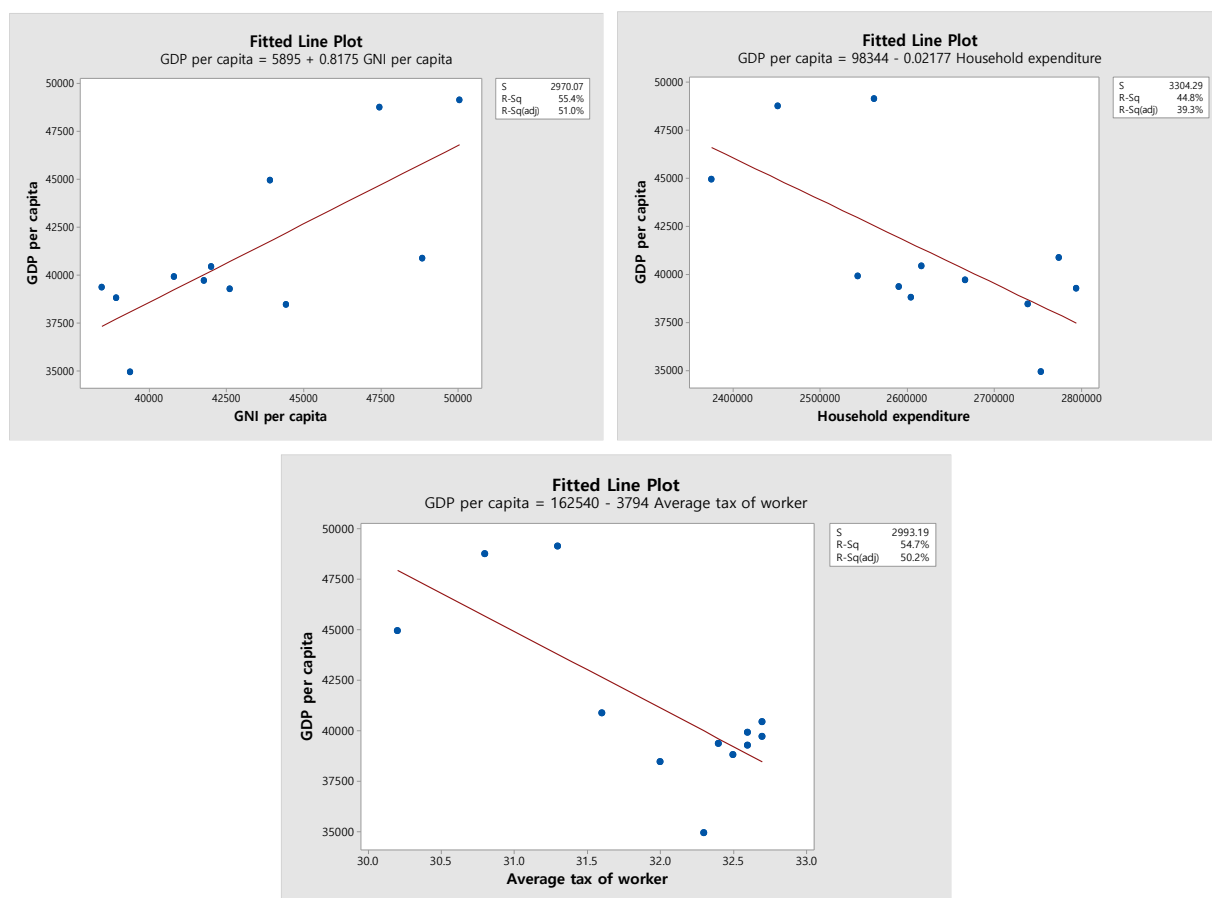 Fitted Line Plot
GDP per capita = 5895 + 0.8175 GNI per capita
S 2970.07
R-Sq 55.4%
R-Sq(adj) 51.0%
50000
47500
45000
42500
40000
37500
35000
GDP per capita
40000 42500 45000 47500 50000
GNI per capita
Fitted Line Plot
GDP per capita = 98344 - 0.02177 Household expenditure
S 3304.29
R-Sq 44.8%
R-Sq(adj) 39.3%
50000
47500
45000
42500
40000
37500
35000
GDP per capita
2400000 2500000 2600000 2700000 2800000
Household expenditure
Fitted Line Plot
GDP per capita = 162540 - 3794 Average tax of worker
S 2993.19
R-Sq 54.7%
R-Sq(adj) 50.2%
50000
47500
45000
42500
40000
37500
35000
GDP per capita
30.0 30.5 31.0 31.5 32.0 32.5 33.0
Average tax of worker